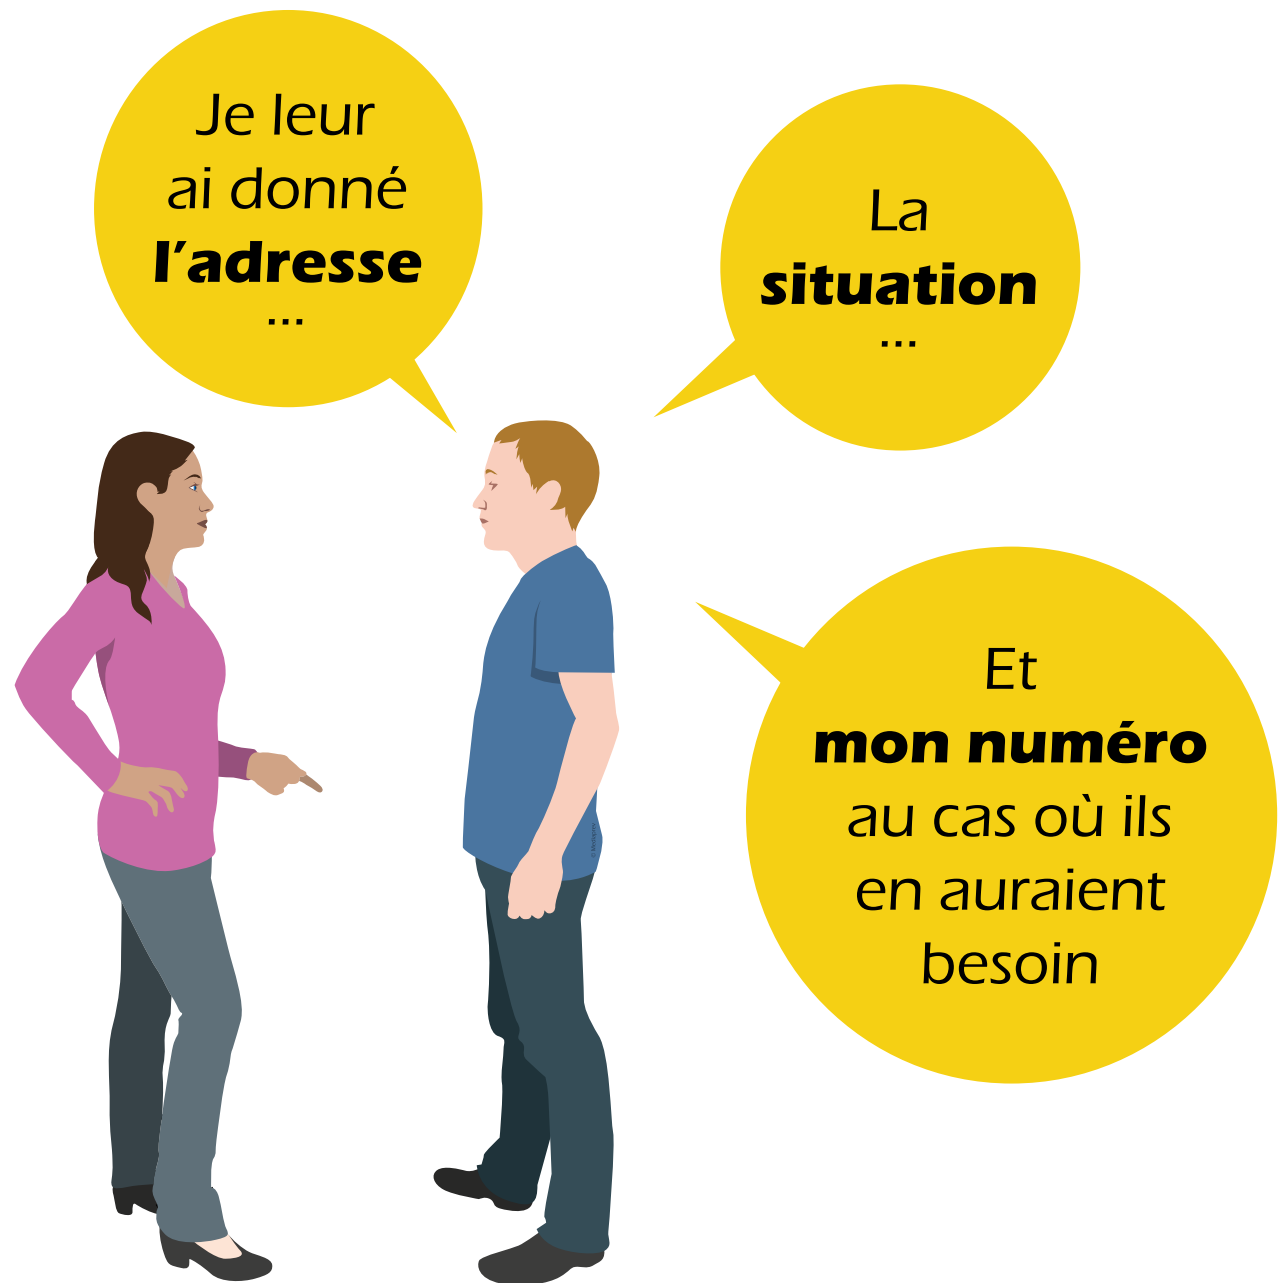 Je leur
ai donné
l'adresse
...
La
situation
...
Et
mon numéro
au cas où ils
en auraient
besoin